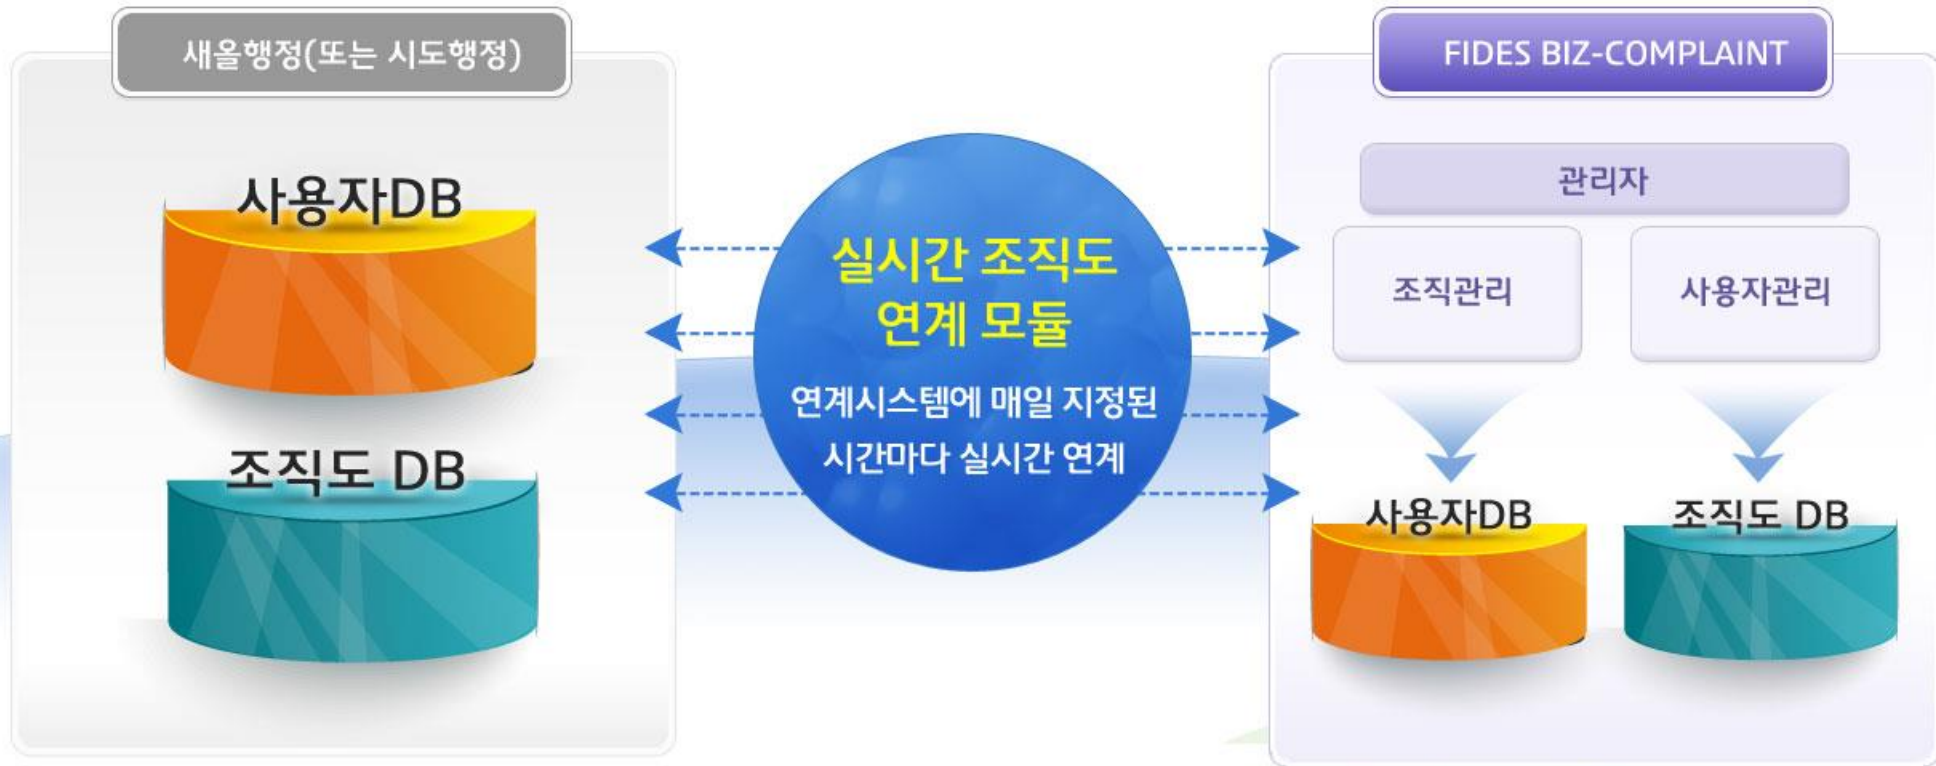 새올행정(또는 시도행정)
사용자DB
조직도 DB
실시간 조직도
연계 모듈
연계시스템에 매일 지정된
시간마다 실시간 연계
FIDES BIZ-COMPLAINT
관리자
조직관리
사용자관리
사용자DB
조직도 DB